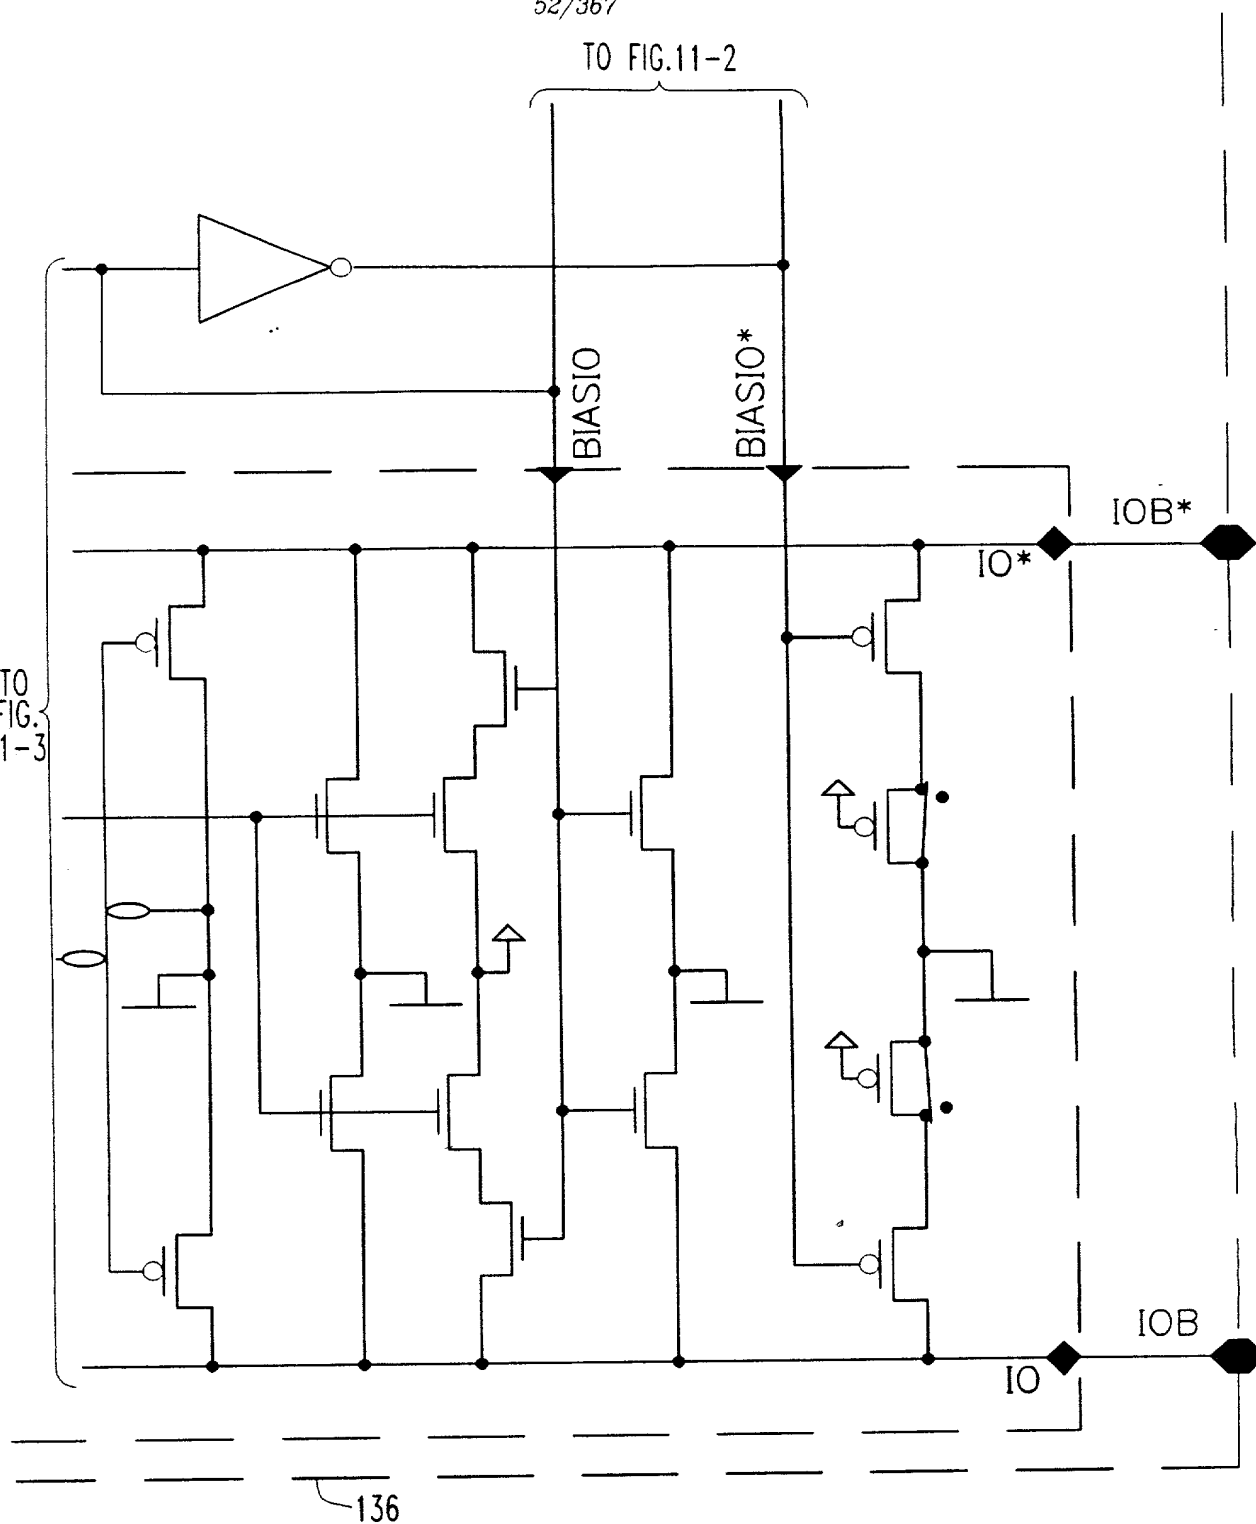 52/367
TO FIG.11-2
BIASIO
BIASIO*
IOB*
IO*
TO
FIG.
1-3
IOB
IO
136